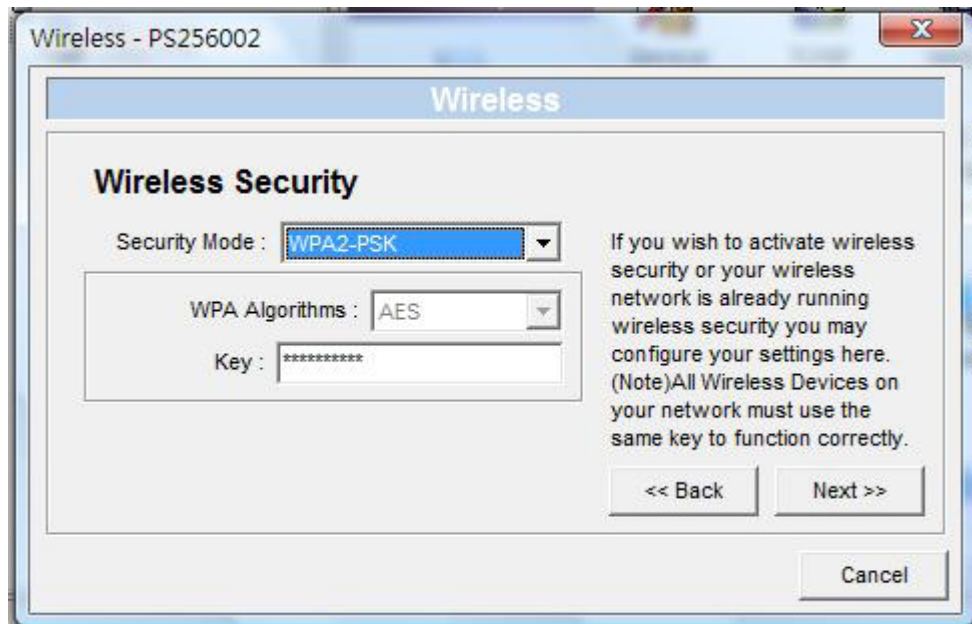 Wireless - PS256002
Wireless
Wireless Security
Security Mode : WPA2-PSK
WPA Algorithms : AES
Key : **********
If you wish to activate wireless
security or your wireless
network is already running
wireless security you may
configure your settings here.
(Note)All Wireless Devices on
your network must use the
same key to function correctly.
<< Back
Next >>
Cancel